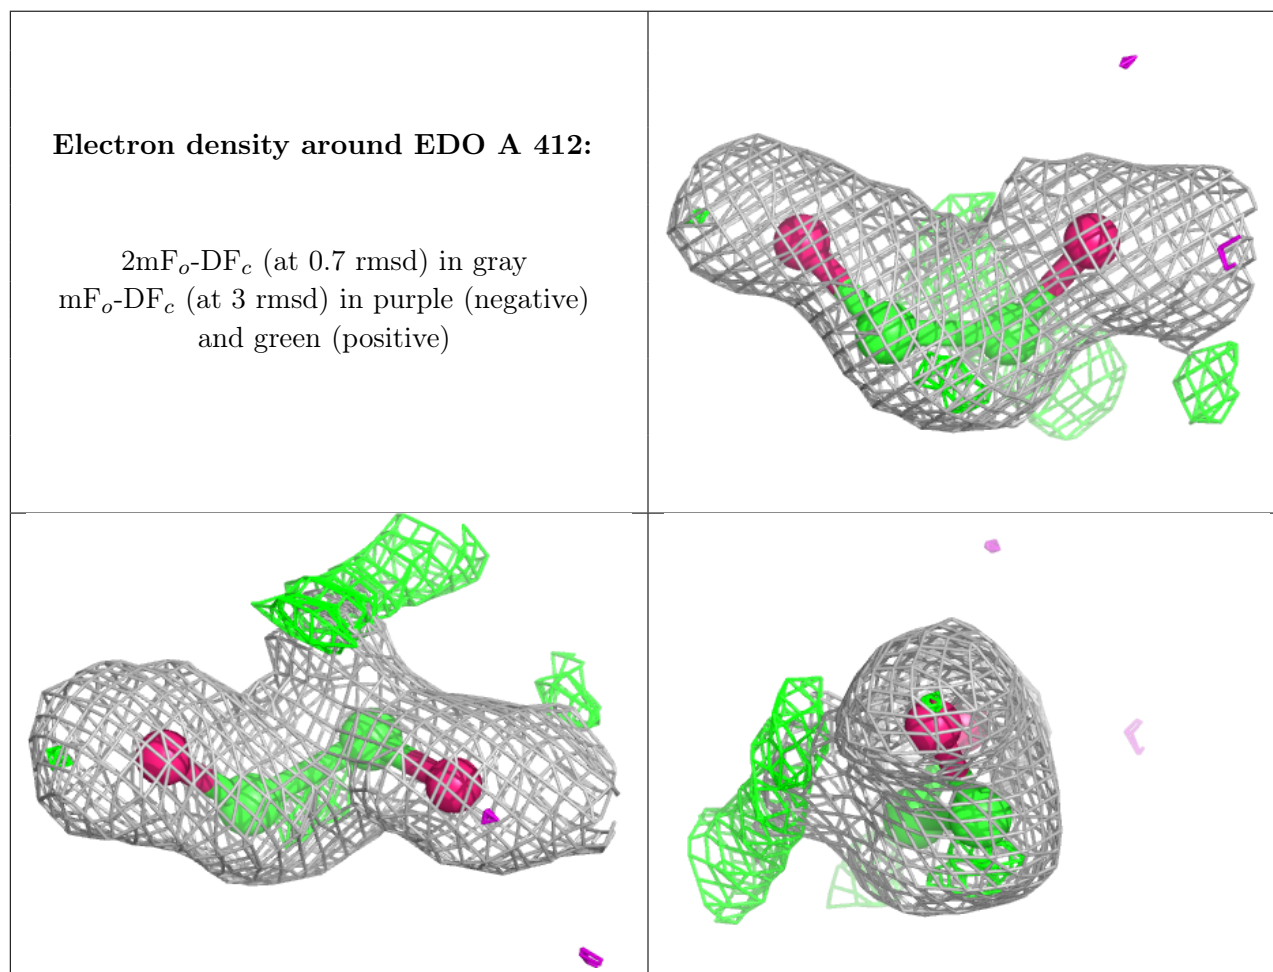 Electron density around EDO A 412:
2mFo-DFc (at 0.7 rmsd) in gray
mFo-DFc (at 3 rmsd) in purple (negative)
and green (positive)